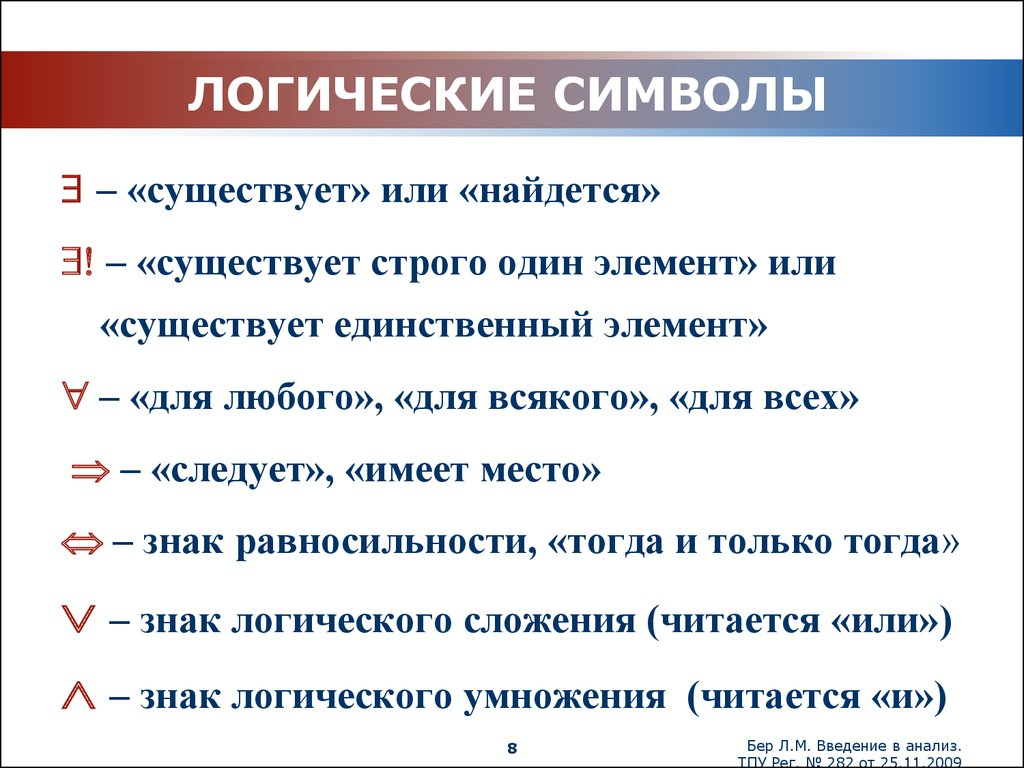 ЛОГИЧЕСКИЕ СИМВОЛЫ
∃ – «существует» или «найдется»
∃! – «существует строго один элемент» или
«существует единственный элемент»
∀ – «для любого», «для всякого», «для всех»
⇒ – «следует», «имеет место»
⇔ – знак равносильности, «тогда и только тогда»
∨ – знак логического сложения (читается «или»)
∧ – знак логического умножения (читается «и»)
8
Бер Л.М. Введение в анализ.
ТПУ Рег. № 282 от 25.11.2009